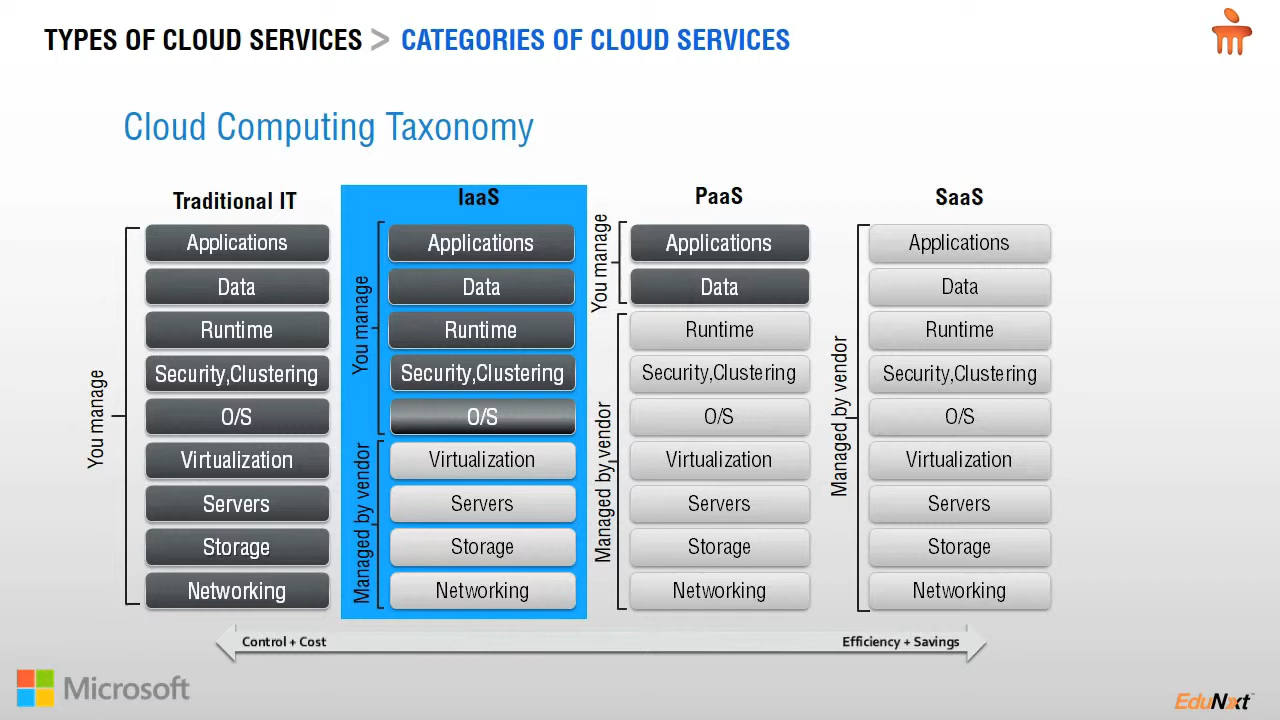 TYPES OF CLOUD SERVICES > CATEGORIES OF CLOUD SERVICES
Cloud Computing Taxonomy
Traditional IT
You manage
Applications
Data
Runtime
Security,Clustering
O/S
Virtualization
Servers
Storage
Networking
IaaS
You manage
Applications
Data
Runtime
Security,Clustering
O/S
Managed by vendor
Virtualization
Servers
Storage
Networking
PaaS
You manage
Applications
Data
Managed by vendor
Runtime
Security,Clustering
O/S
Virtualization
Servers
Storage
Networking
SaaS
Managed by vendor
Applications
Data
Runtime
Security,Clustering
O/S
Virtualization
Servers
Storage
Networking
Control + Cost
Efficiency + Savings
Microsoft
EduNxt